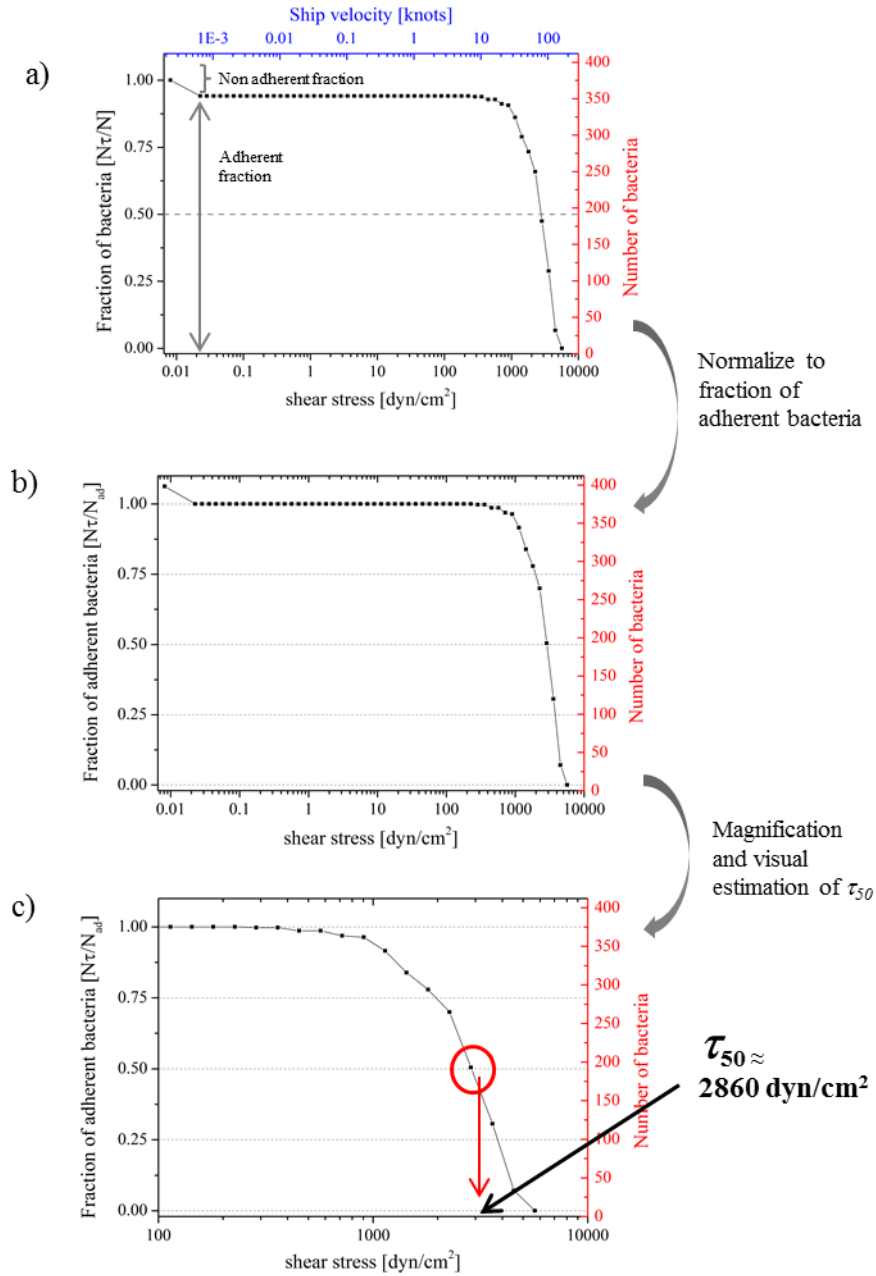 Ship velocity [knots]
1E-3 0.01 0.1 1 10 100
a)
Non adherent fraction
Adherent
fraction
Fraction of bacteria [Nτ/N]
1.00
0.75
0.50
0.25
0.00
400
350
300
250
200
150
100
50
0
Number of bacteria
0.01 0.1 1 10 100 1000 10000
shear stress [dyn/cm²]
Normalize to
fraction of
adherent bacteria
b)
Fraction of adherent bacteria [Nτ/Nad]
1.00
0.75
0.50
0.25
0.00
400
350
300
250
200
150
100
50
0
Number of bacteria
0.01 0.1 1 10 100 1000 10000
shear stress [dyn/cm²]
Magnification
and visual
estimation of τ50
c)
Fraction of adherent bacteria [Nτ/Nad]
1.00
0.75
0.50
0.25
0.00
400
350
300
250
200
150
100
50
0
Number of bacteria
τ50 ≈
2860 dyn/cm²
100 1000 10000
shear stress [dyn/cm²]